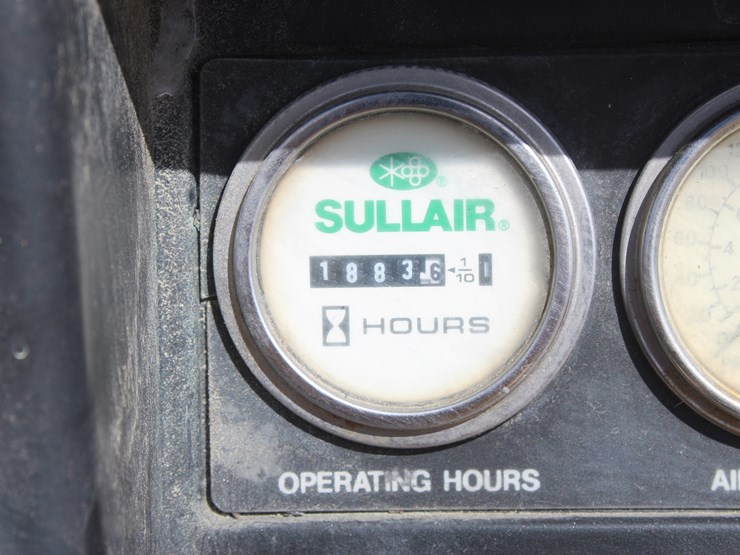 SULLAIR®
1883.6 1/10
HOURS
OPERATING HOURS